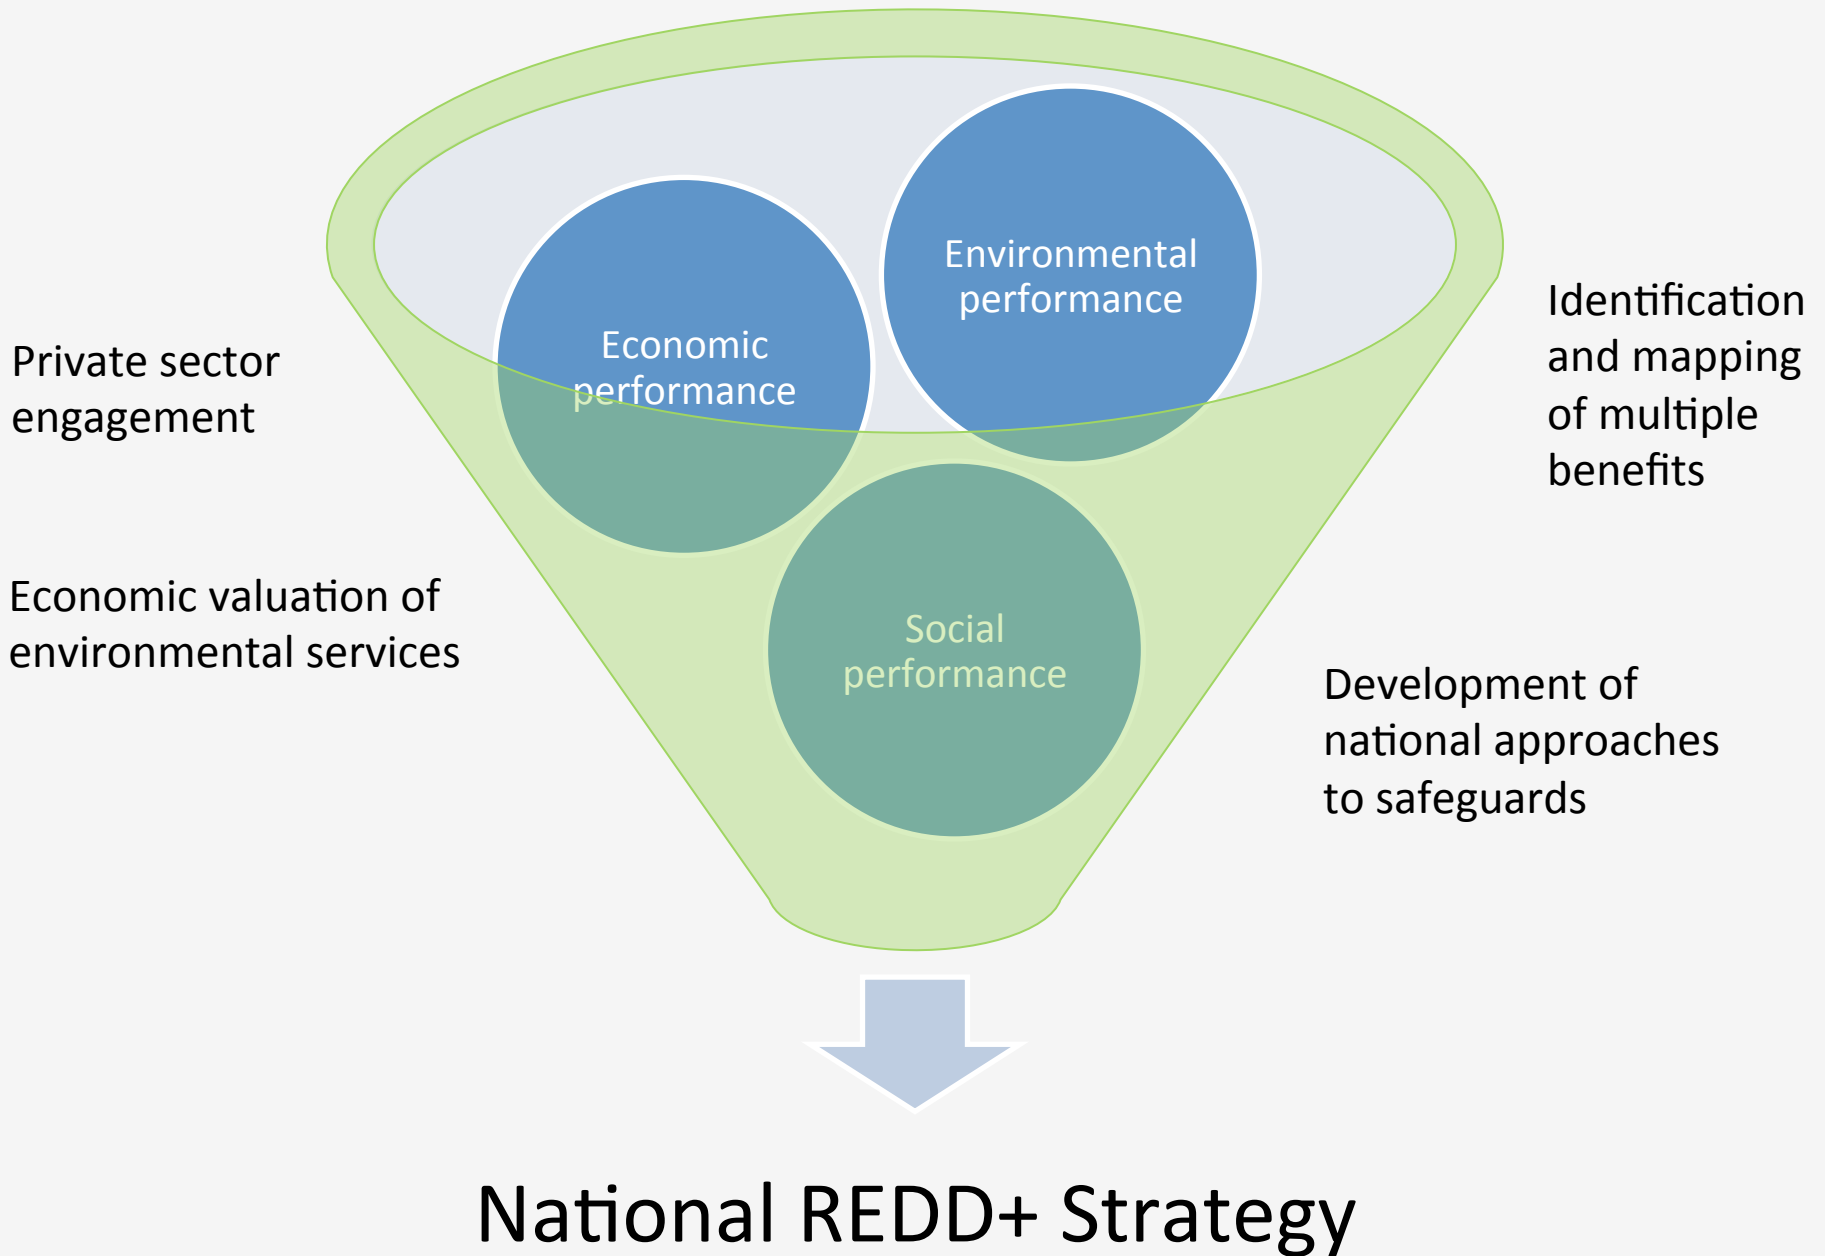 Environmental
performance
Economic
performance
Private sector
engagement
Identification
and mapping
of multiple
benefits
Economic valuation of
environmental services
Social
performance
Development of
national approaches
to safeguards
National REDD+ Strategy